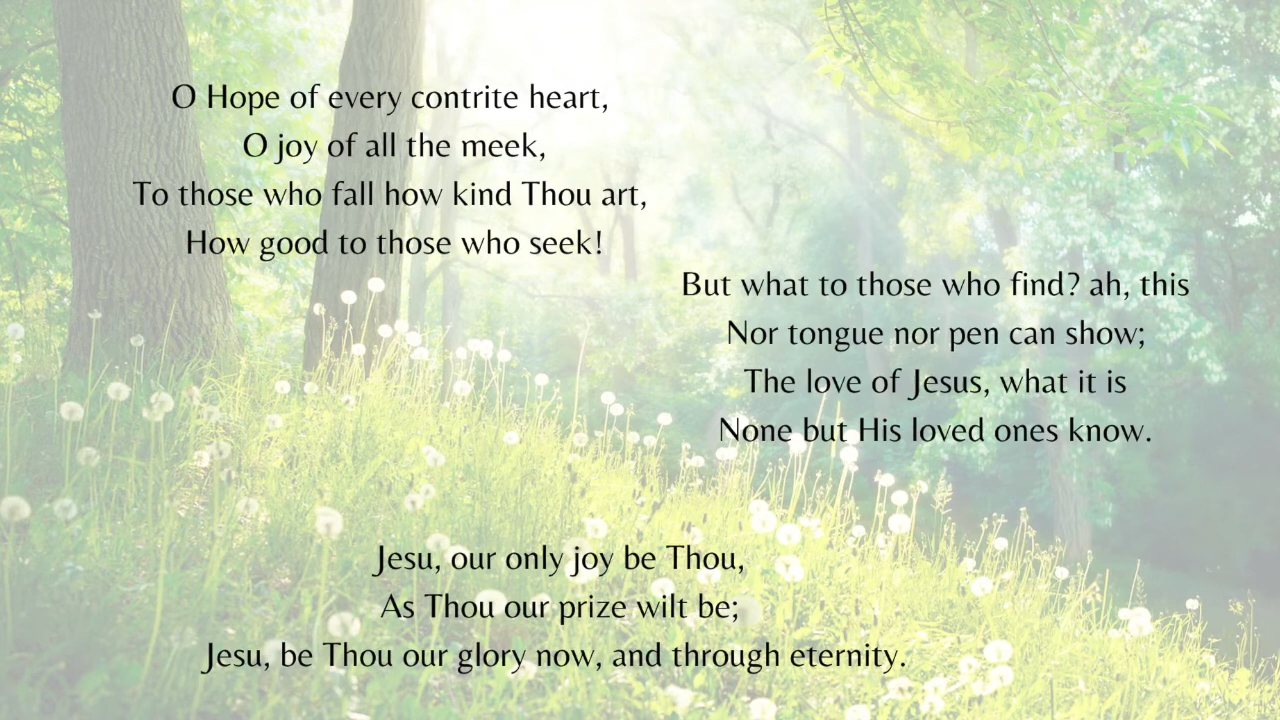 O Hope of every contrite heart,
O joy of all the meek,
To those who fall how kind Thou art,
How good to those who seek!
But what to those who find? ah, this
Nor tongue nor pen can show;
The love of Jesus, what it is
None but His loved ones know.
Jesu, our only joy be Thou,
As Thou our prize wilt be;
Jesu, be Thou our glory now, and through eternity.